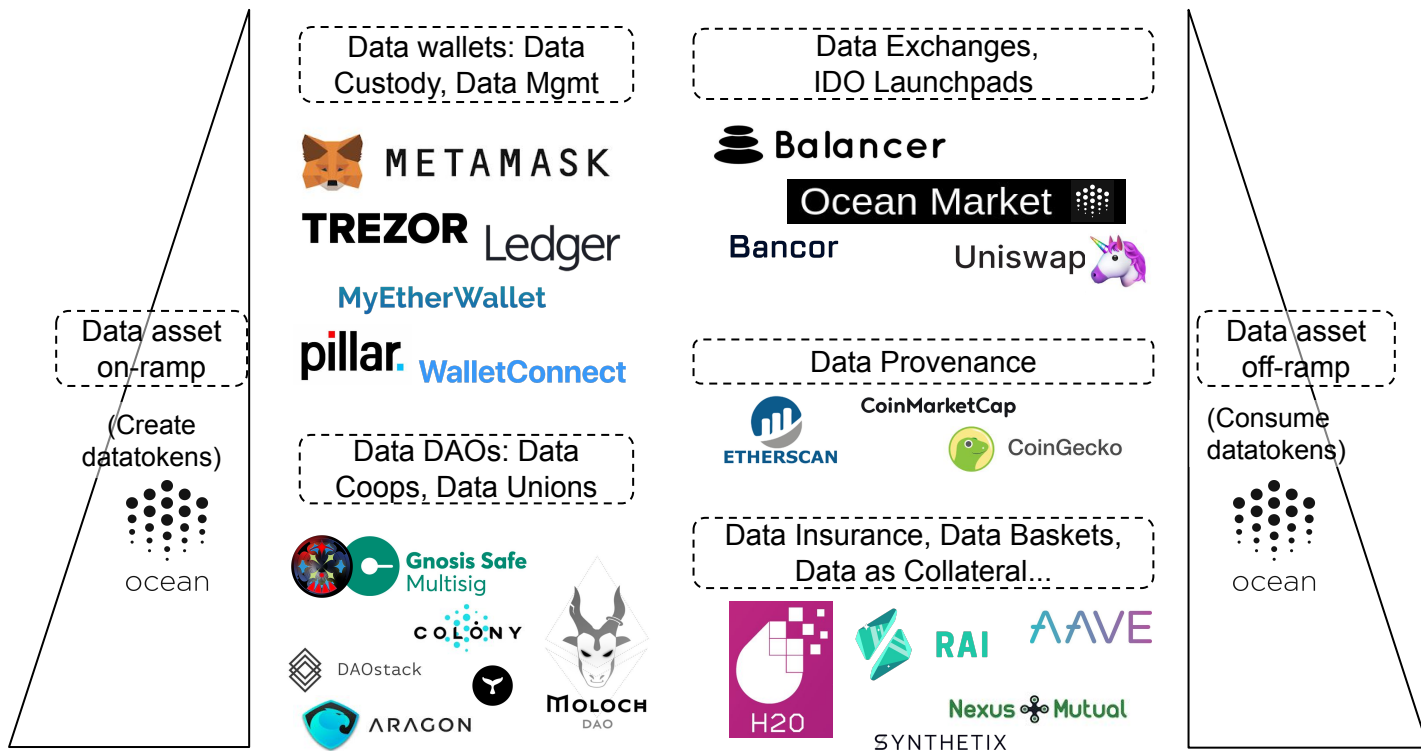 Data asset
on-ramp
(Create
datatokens)
ocean
Data wallets: Data
Custody, Data Mgmt
METAMASK
TREZOR
Ledger
MyEtherWallet
pillar.
WalletConnect
Data DAOs: Data
Coops, Data Unions
Gnosis Safe
Multisig
COLONY
DAOstack
ARAGON
MOLOCH
DAO
Data Exchanges,
IDO Launchpads
Balancer
Ocean Market
Bancor
Uniswap
Data Provenance
CoinMarketCap
ETHERSCAN
CoinGecko
Data Insurance, Data Baskets,
Data as Collateral...
H2O
RAI
AAVE
Nexus Mutual
SYNTHETIX
Data asset
off-ramp
(Consume
datatokens)
ocean